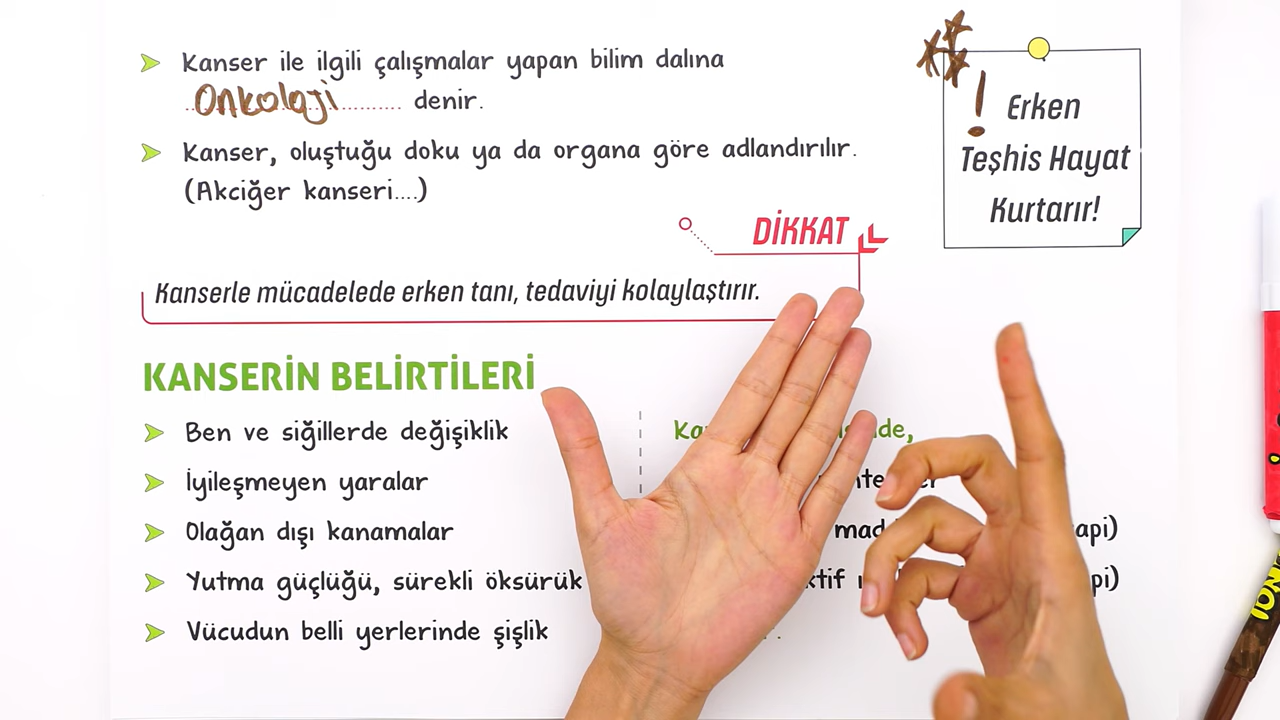 Kanser ile ilgili çalışmalar yapan bilim dalına
Onkoloji denir.
Kanser, oluştuğu doku ya da organa göre adlandırılır.
(Akciğer kanseri....)
!
Erken
Teşhis Hayat
Kurtarır!
DİKKAT
Kanserle mücadelede erken tanı, tedaviyi kolaylaştırır.
KANSERİN BELİRTİLERİ
Ben ve siğillerde değişiklik
İyileşmeyen yaralar
Olağan dışı kanamalar
Yutma güçlüğü, sürekli öksürük
Vücudun belli yerlerinde şişlik